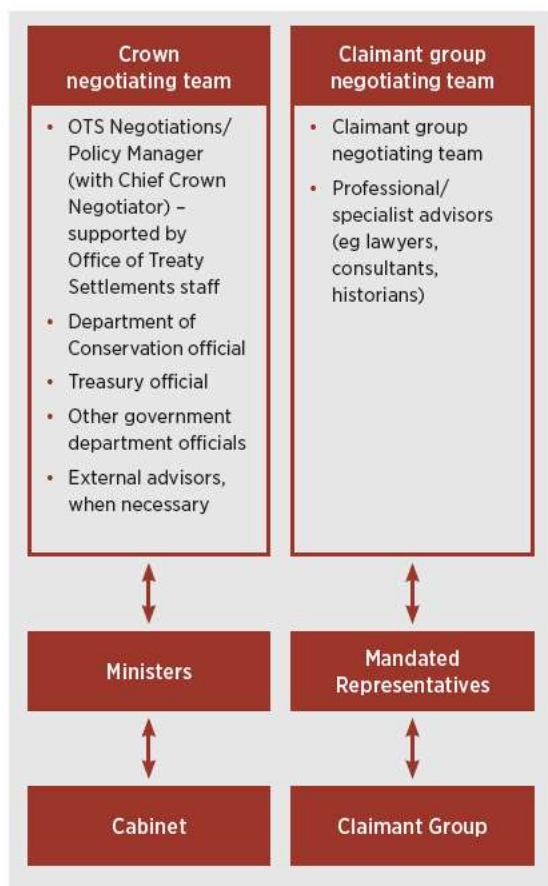 Crown
negotiating team
• OTS Negotiations/
Policy Manager
(with Chief Crown
Negotiator) –
supported by
Office of Treaty
Settlements staff
• Department of
Conservation official
• Treasury official
• Other government
department officials
• External advisors,
when necessary
Ministers
Cabinet
Claimant group
negotiating team
• Claimant group
negotiating team
• Professional/
specialist advisors
(eg lawyers,
consultants,
historians)
Mandated
Representatives
Claimant Group